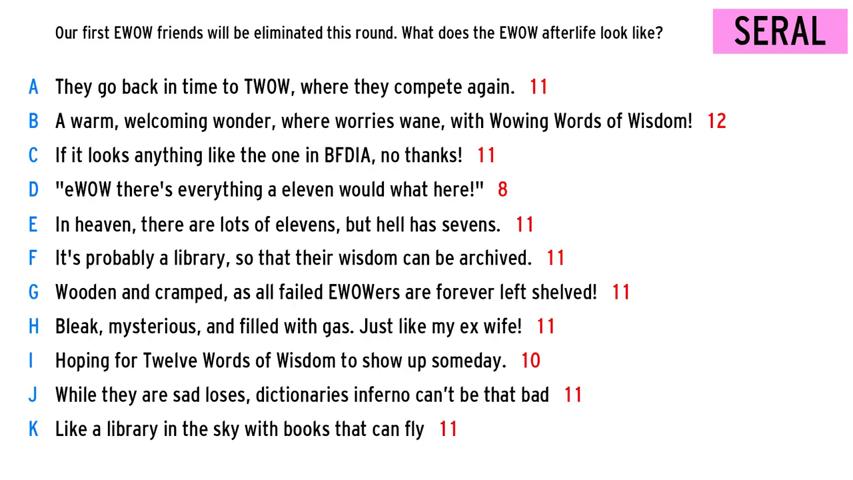 Our first EWOW friends will be eliminated this round. What does the EWOW afterlife look like?
SERAL
A They go back in time to TWOW, where they compete again. 11
B A warm, welcoming wonder, where worries wane, with Wowing Words of Wisdom! 12
C If it looks anything like the one in BFDIA, no thanks! 11
D "eWOW there's everything a eleven would what here!" 8
E In heaven, there are lots of elevens, but hell has sevens. 11
F It's probably a library, so that their wisdom can be archived. 11
G Wooden and cramped, as all failed EWOWers are forever left shelved! 11
H Bleak, mysterious, and filled with gas. Just like my ex wife! 11
I Hoping for Twelve Words of Wisdom to show up someday. 10
J While they are sad loses, dictionaries inferno can’t be that bad 11
K Like a library in the sky with books that can fly 11